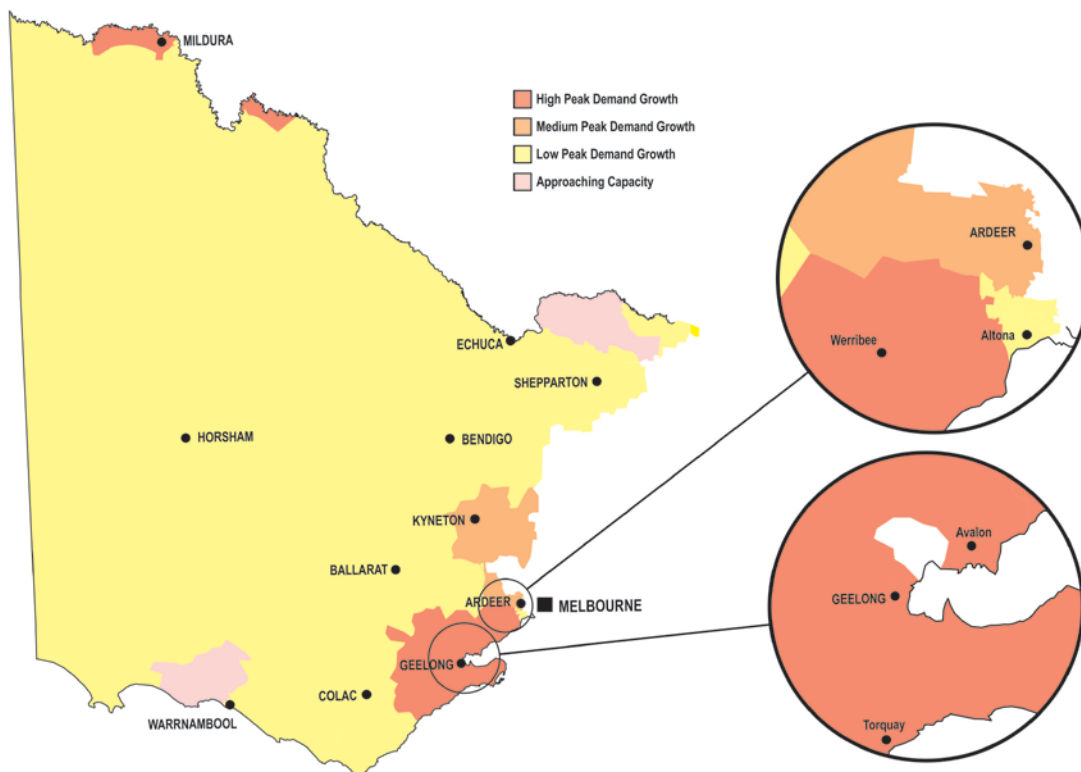 MILDURA
High Peak Demand Growth
Medium Peak Demand Growth
Low Peak Demand Growth
Approaching Capacity
ARDEER
Werribee
Altona
ECHUCA
SHEPPARTON
HORSHAM
BENDIGO
KYNETON
BALLARAT
ARDEER
MELBOURNE
Avalon
GEELONG
GEELONG
COLAC
WARRNAMBOOL
Torquay